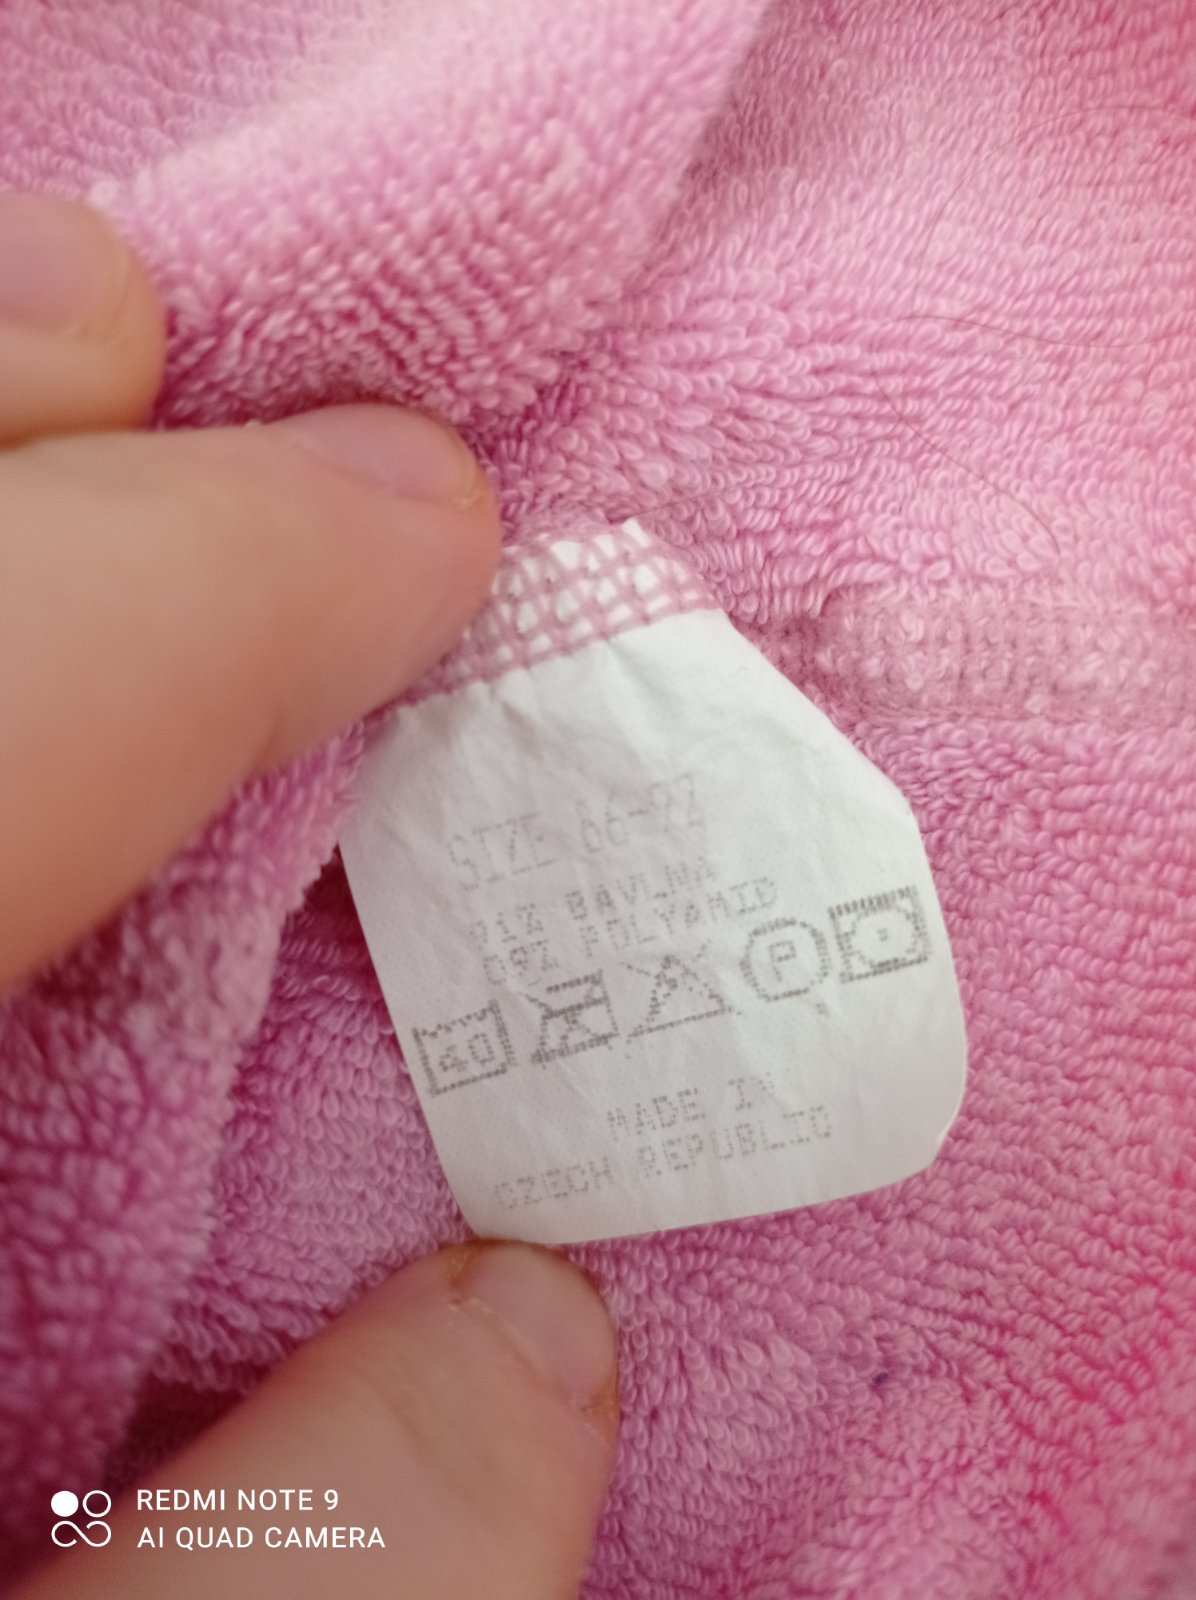 SIZE 86-92
91% BAVLNA
09% POLYAMID
40 P
MADE IN
CZECH REPUBLIC
REDMI NOTE 9
AI QUAD CAMERA